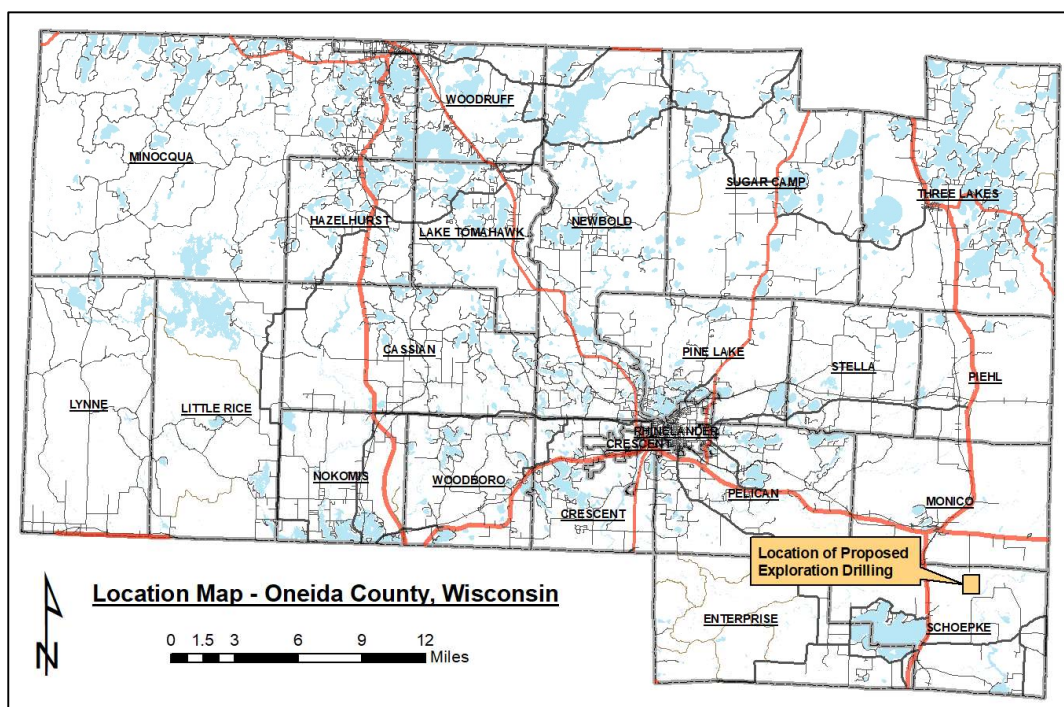 WOODRUFF
MINOCQUA
SUGAR CAMP
THREE LAKES
HAZELHURST
NEWBOLD
LAKE TOMAHAWK
CASSIAN
PINE LAKE
STELLA
PIEHL
LYNNE
LITTLE RICE
RHINELANDER
CRESCENT
NOKOMIS
WOODBORO
PELICAN
MONICO
CRESCENT
Location of Proposed
Exploration Drilling
Location Map - Oneida County, Wisconsin
ENTERPRISE
SCHOEPKE
0 1.5 3 6 9 12
Miles
N